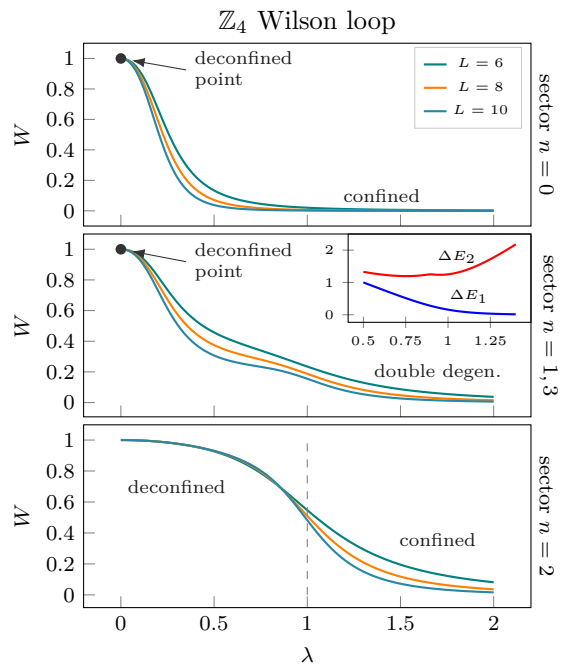 ℤ₄ Wilson loop
deconfined
point
L = 6
L = 8
L = 10
confined
1
0.8
0.6
0.4
0.2
0
W
sector n = 0
deconfined
point
ΔE₂
ΔE₁
2
1
0
0.5
0.75
1
1.25
double degen.
1
0.8
0.6
0.4
0.2
0
W
sector n = 1, 3
deconfined
confined
1
0.8
0.6
0.4
0.2
0
W
sector n = 2
0
0.5
1
1.5
2
λ